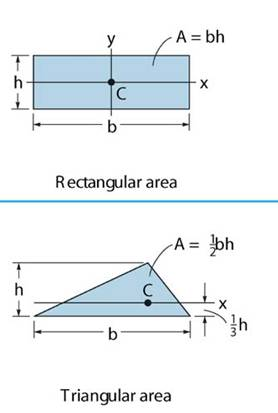 y
A = bh
h
x
C
b
Rectangular area
A = ½bh
h
C
x
⅓h
b
Triangular area